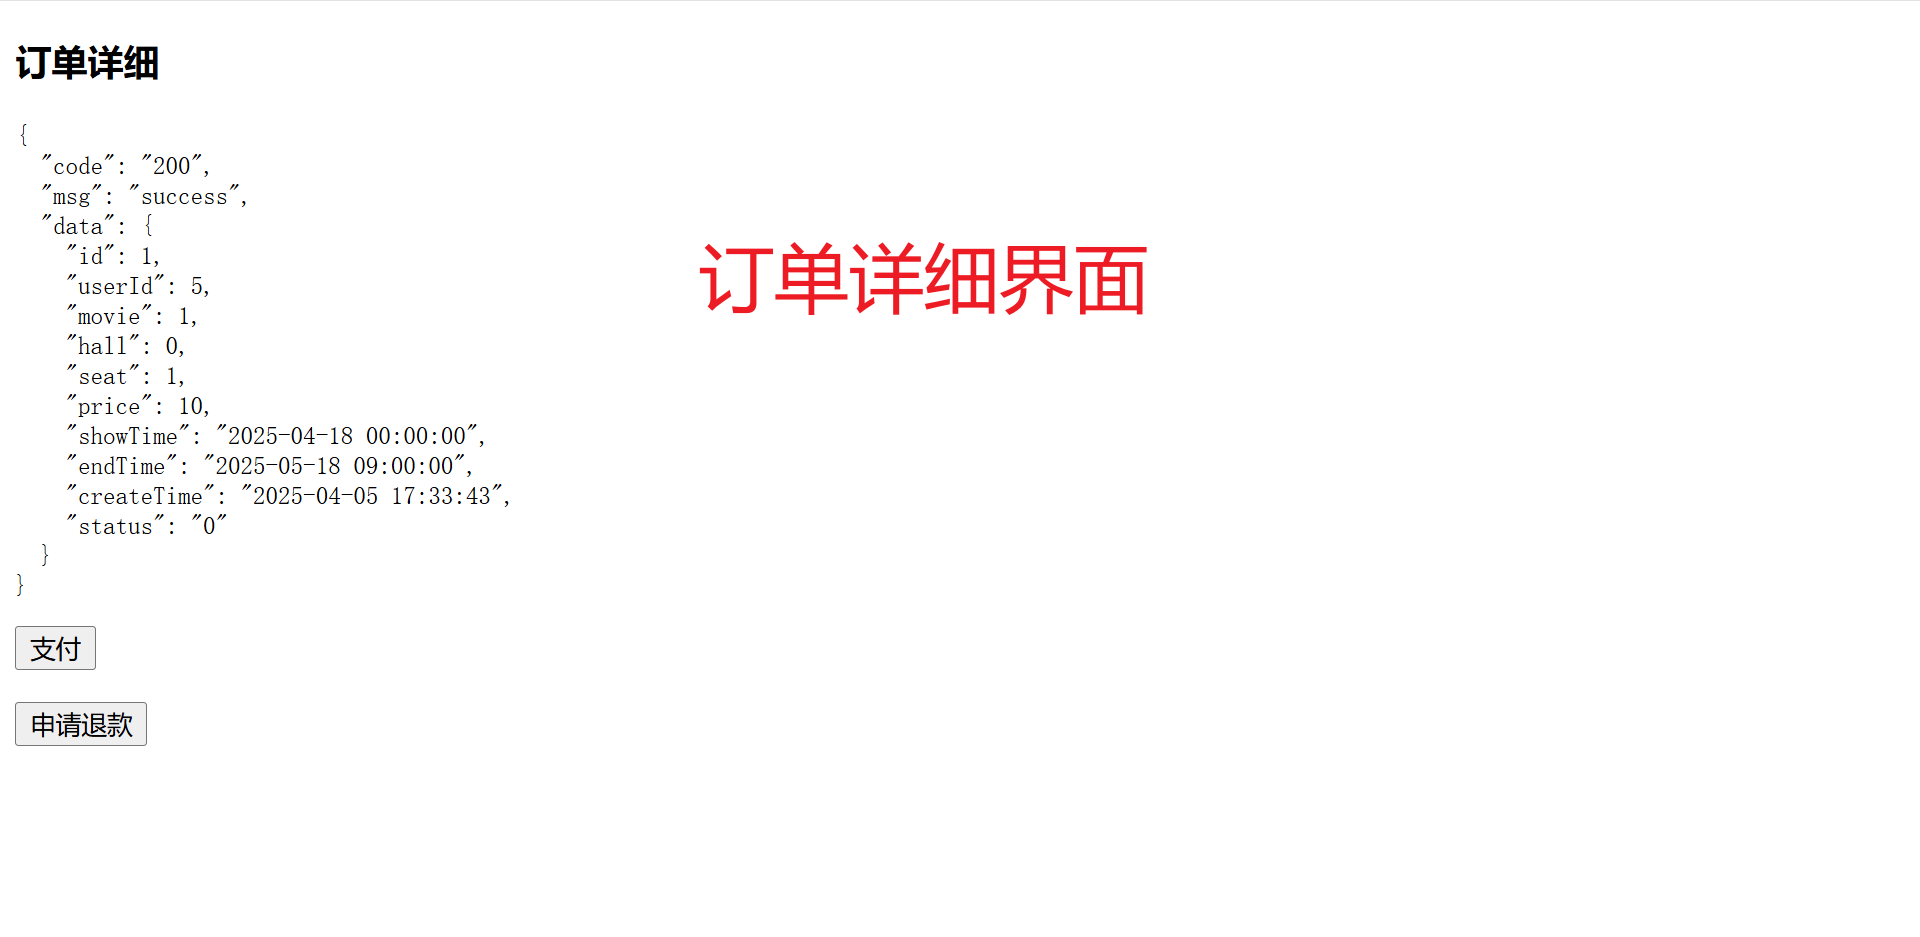 订单详细
{
  "code": "200",
  "msg": "success",
  "data": {
    "id": 1,
    "userId": 5,
    "movie": 1,
    "hall": 0,
    "seat": 1,
    "price": 10,
    "showTime": "2025-04-18 00:00:00",
    "endTime": "2025-05-18 09:00:00",
    "createTime": "2025-04-05 17:33:43",
    "status": "0"
  }
}
订单详细界面
支付
申请退款